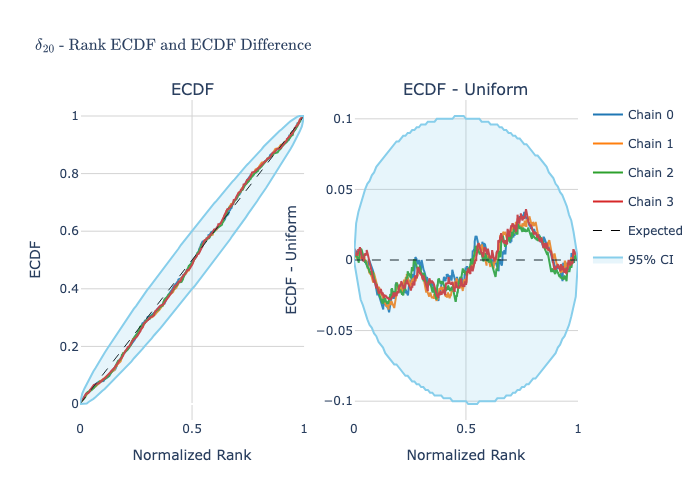 δ20 - Rank ECDF and ECDF Difference
ECDF
ECDF - Uniform
ECDF
1
0.8
0.6
0.4
0.2
0
0
0.5
1
Normalized Rank
ECDF - Uniform
0.1
0.05
0
−0.05
−0.1
0
0.5
1
Normalized Rank
Chain 0
Chain 1
Chain 2
Chain 3
Expected
95% CI